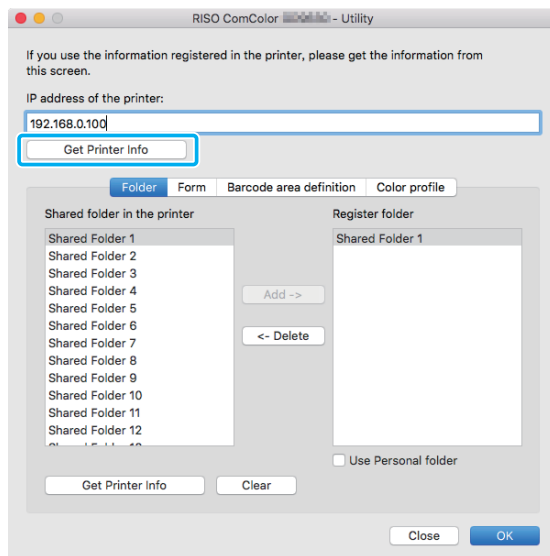 RISO ComColor - Utility
If you use the information registered in the printer, please get the information from
this screen.
IP address of the printer:
192.168.0.100
Get Printer Info
Folder Form Barcode area definition Color profile
Shared folder in the printer
Shared Folder 1
Shared Folder 2
Shared Folder 3
Shared Folder 4
Shared Folder 5
Shared Folder 6
Shared Folder 7
Shared Folder 8
Shared Folder 9
Shared Folder 10
Shared Folder 11
Shared Folder 12
Add ->
<- Delete
Register folder
Shared Folder 1
Use Personal folder
Get Printer Info
Clear
Close
OK